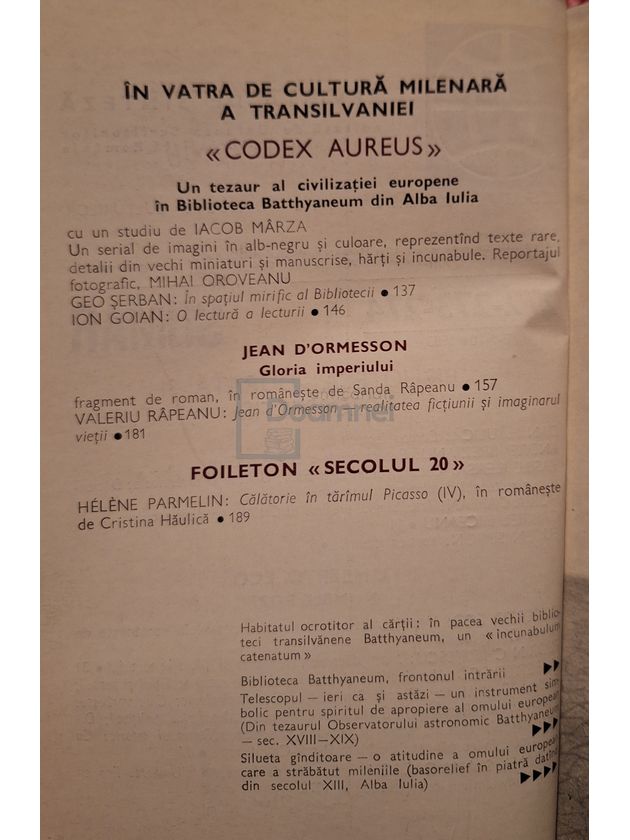 ÎN VATRA DE CULTURĂ MILENARĂ
A TRANSILVANIEI
«CODEX AUREUS»
Un tezaur al civilizației europene
în Biblioteca Batthyaneum din Alba Iulia
cu un studiu de IACOB MÂRZA
Un serial de imagini în alb-negru și culoare, reprezentînd texte rare,
detalii din vechi miniaturi și manuscrise, hărți și incunabule. Reportajul
fotografic, MIHAI OROVEANU
GEO ȘERBAN: În spațiul mirific al Bibliotecii ● 137
ION GOIAN: O lectură a lecturii ● 146
JEAN D'ORMESSON
Gloria imperiului
fragment de roman, în românește de Sanda Râpeanu ● 157
VALERIU RÂPEANU: Jean d'Ormesson — realitatea ficțiunii și imaginarul
vieții ● 181
FOILETON «SECOLUL 20»
HÉLÈNE PARMELIN: Călătorie în tărîmul Picasso (IV), în românește
de Cristina Hăulică ● 189
Habitatul ocrotitor al cărții: în pacea vechii biblio-
teci transilvănene Batthyaneum, un «incunabulum
catenatum»
Biblioteca Batthyaneum, frontonul intrării ▶▶
Telescopul — ieri ca și astăzi — un instrument sim-
bolic pentru spiritul de apropiere al omului european
(Din tezaurul Observatorului astronomic Batthyaneum
— sec. XVIII—XIX) ▶▶▶
Silueta gînditoare — o atitudine a omului european
care a străbătut mileniile (basorelief în piatră datînd
din secolul XIII, Alba Iulia) ▶▶▶▶